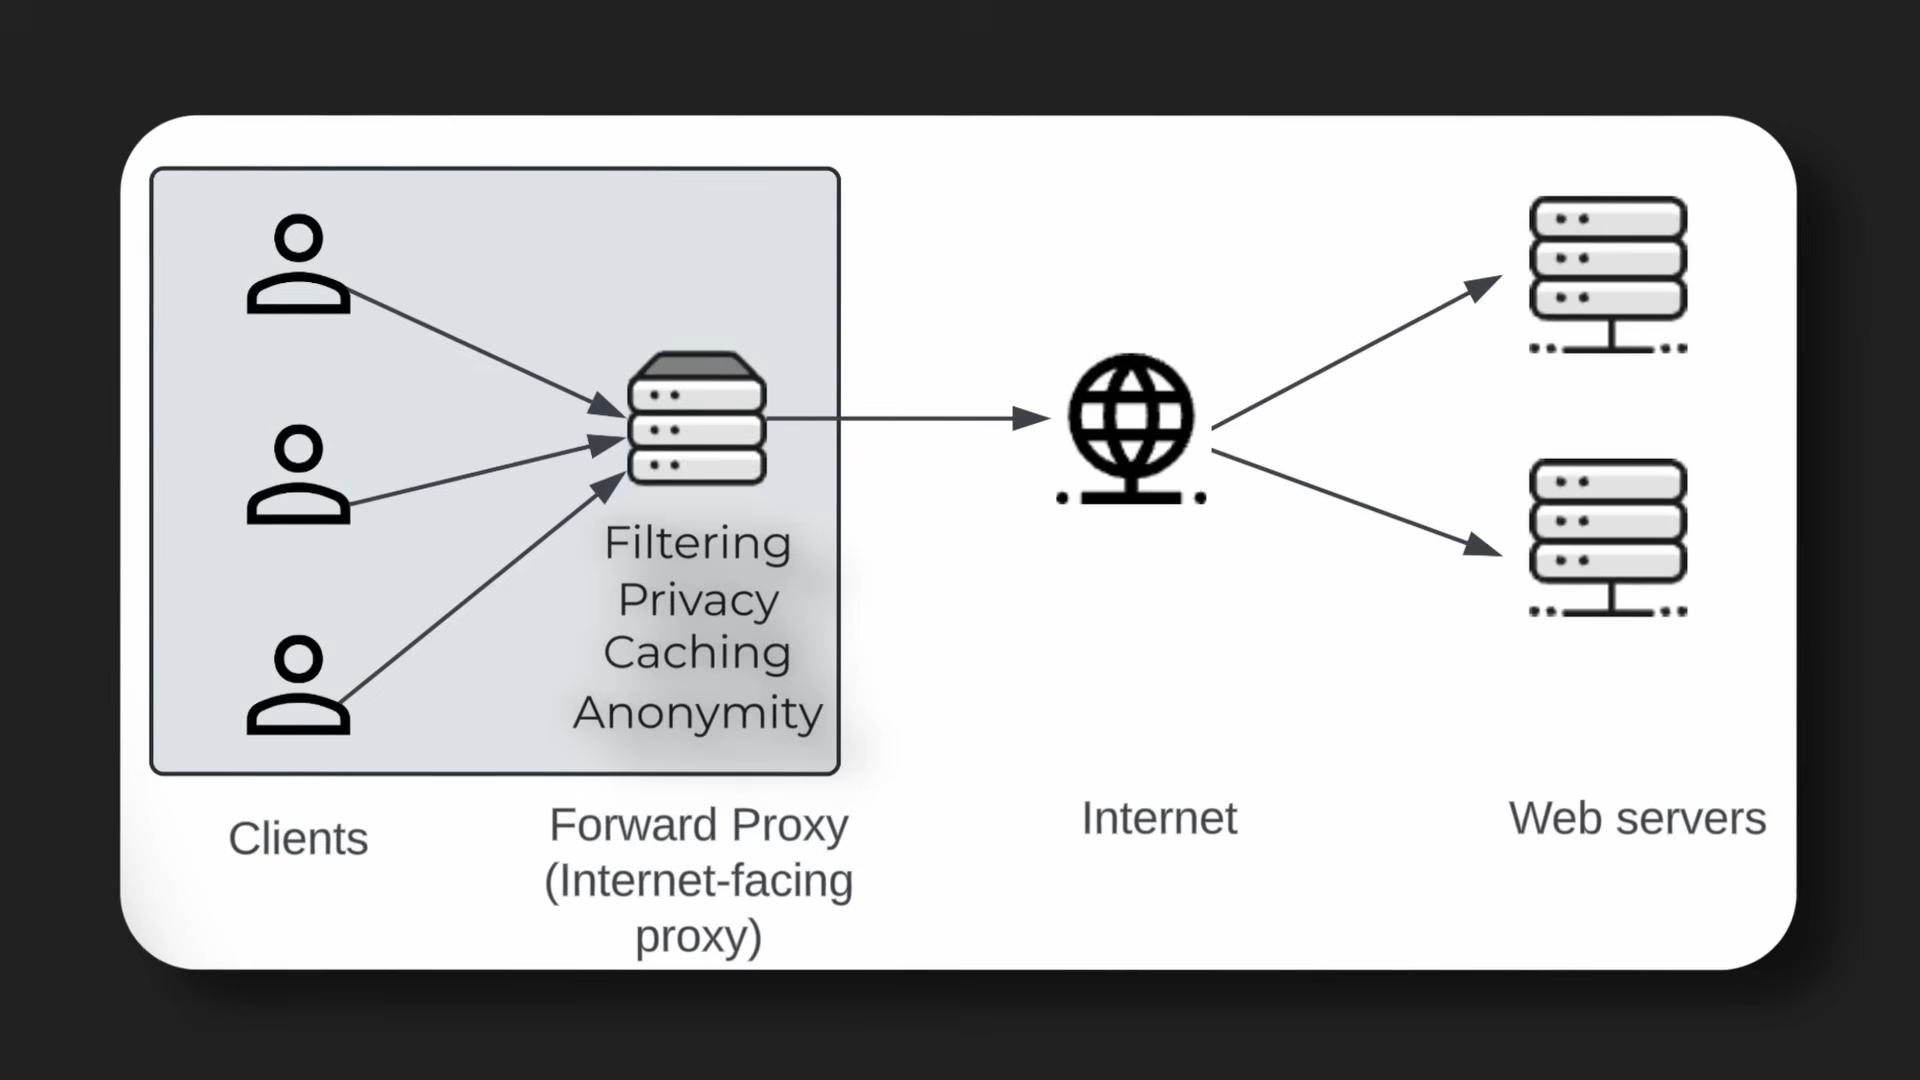 Filtering
Privacy
Caching
Anonymity
Clients
Forward Proxy
(Internet-facing
proxy)
Internet
Web servers